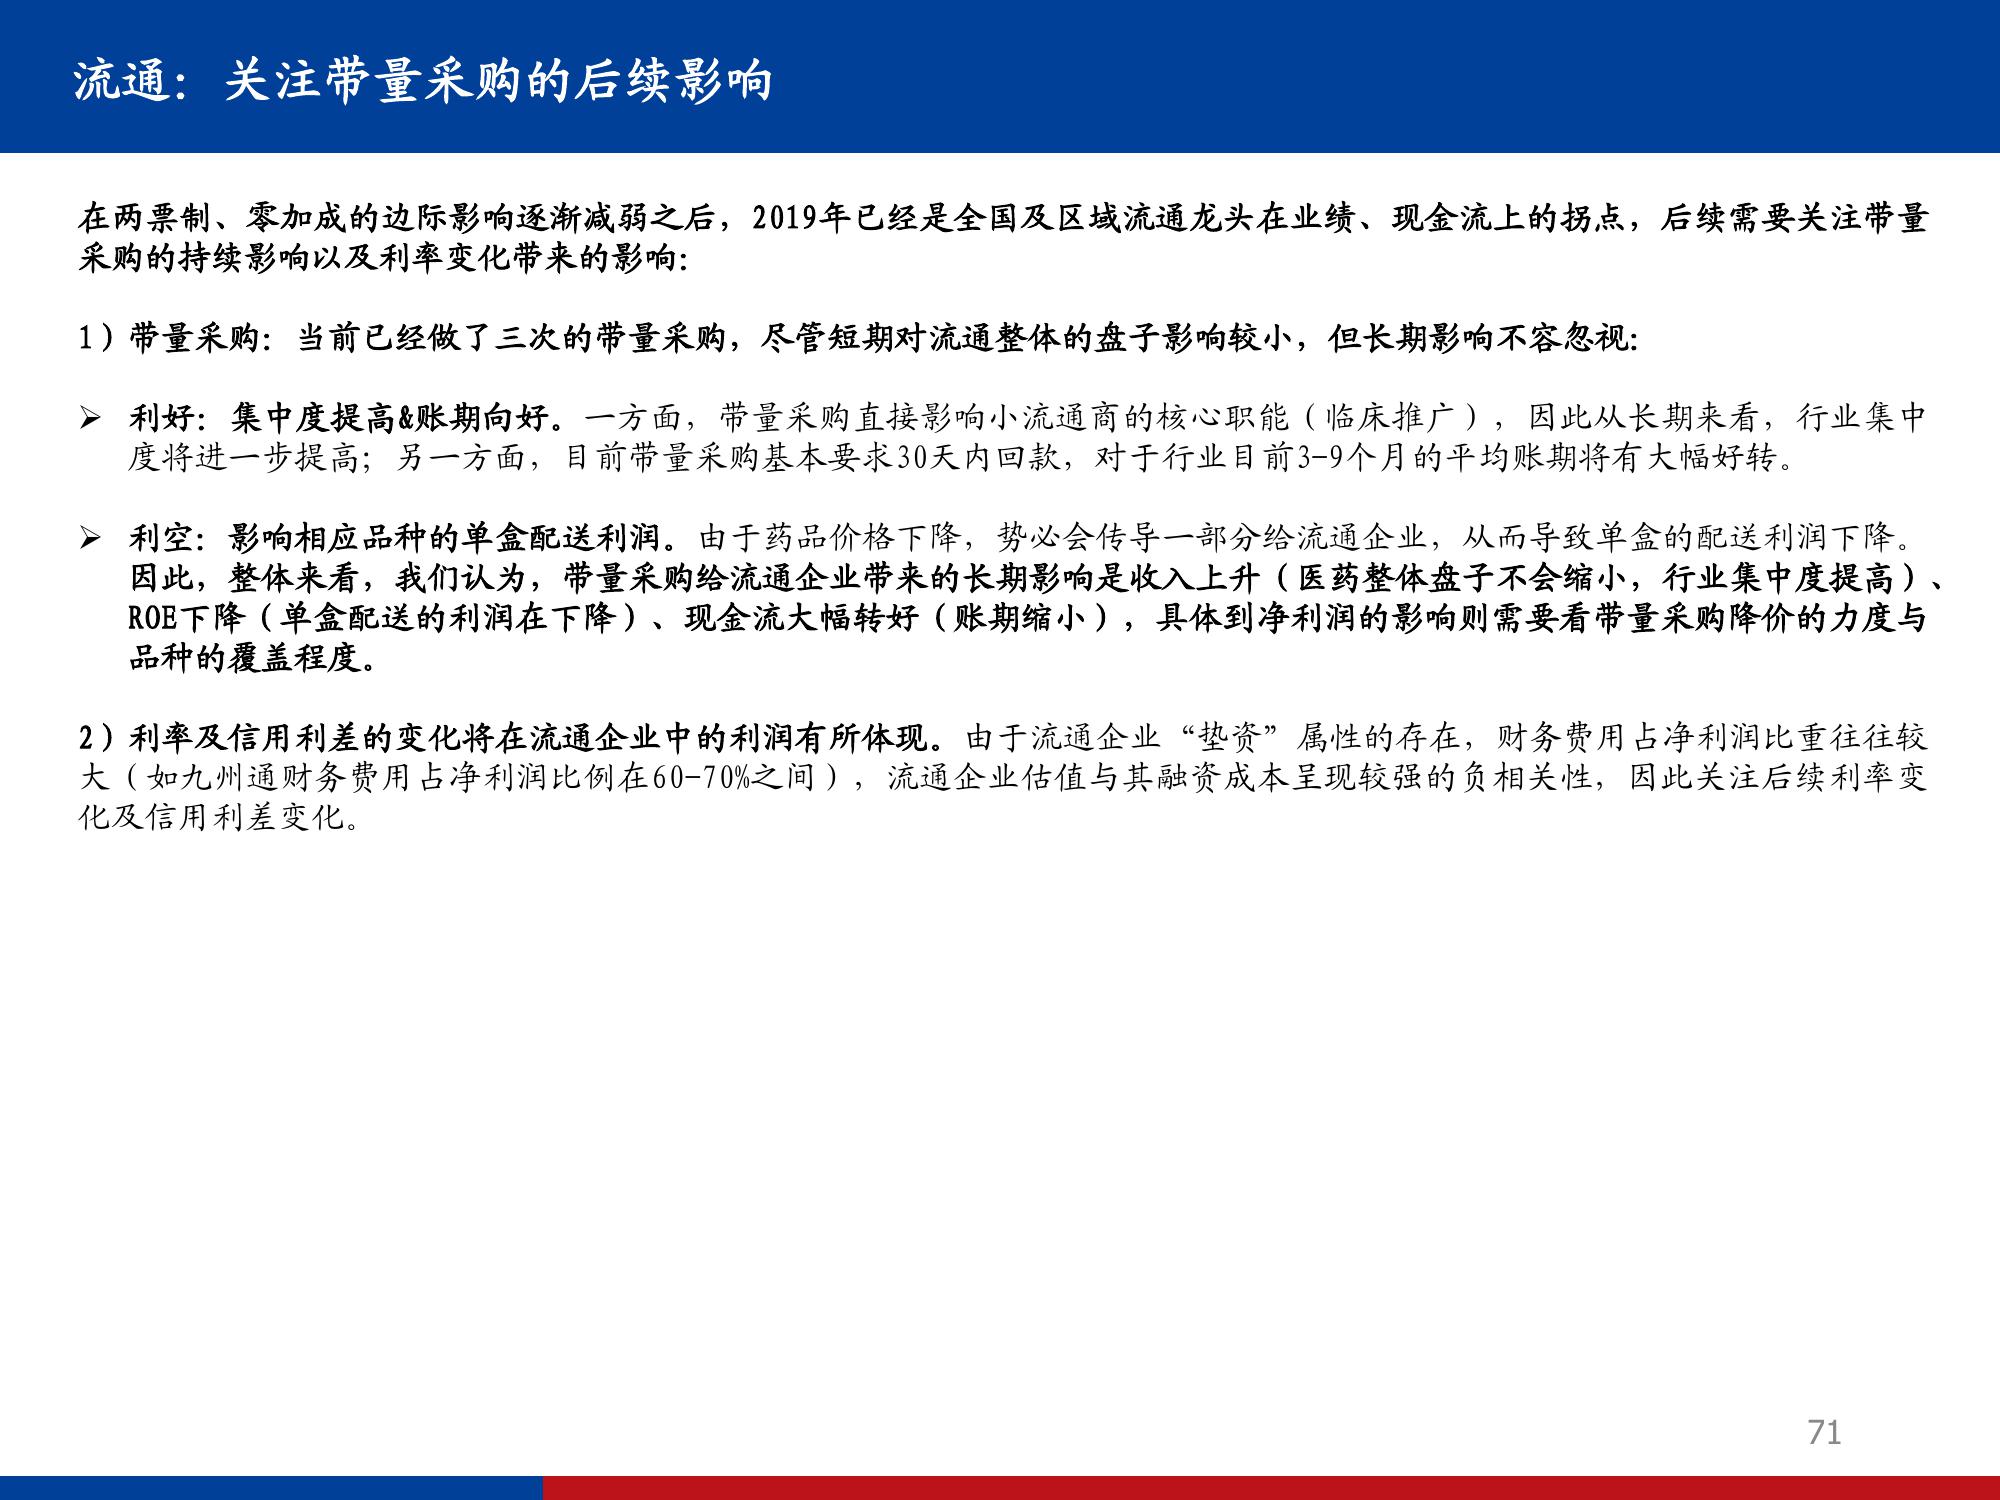 流通：关注带量采购的后续影响
在两票制、零加成的边际影响逐渐减弱之后，2019年已经是全国及区域流通龙头在业绩、现金流上的拐点，后续需要关注带量
采购的持续影响以及利率变化带来的影响：
1）带量采购：当前已经做了三次的带量采购，尽管短期对流通整体的盘子影响较小，但长期影响不容忽视：
➢ 利好：集中度提高&账期向好。一方面，带量采购直接影响小流通商的核心职能（临床推广），因此从长期来看，行业集中
度将进一步提高；另一方面，目前带量采购基本要求30天内回款，对于行业目前3-9个月的平均账期将有大幅好转。
➢ 利空：影响相应品种的单盒配送利润。由于药品价格下降，势必会传导一部分给流通企业，从而导致单盒的配送利润下降。
因此，整体来看，我们认为，带量采购给流通企业带来的长期影响是收入上升（医药整体盘子不会缩小，行业集中度提高）、
ROE下降（单盒配送的利润在下降）、现金流大幅转好（账期缩小），具体到净利润的影响则需要看带量采购降价的力度与
品种的覆盖程度。
2）利率及信用利差的变化将在流通企业中的利润有所体现。由于流通企业“垫资”属性的存在，财务费用占净利润比重往往较
大（如九州通财务费用占净利润比例在60-70%之间），流通企业估值与其融资成本呈现较强的负相关性，因此关注后续利率变
化及信用利差变化。
71